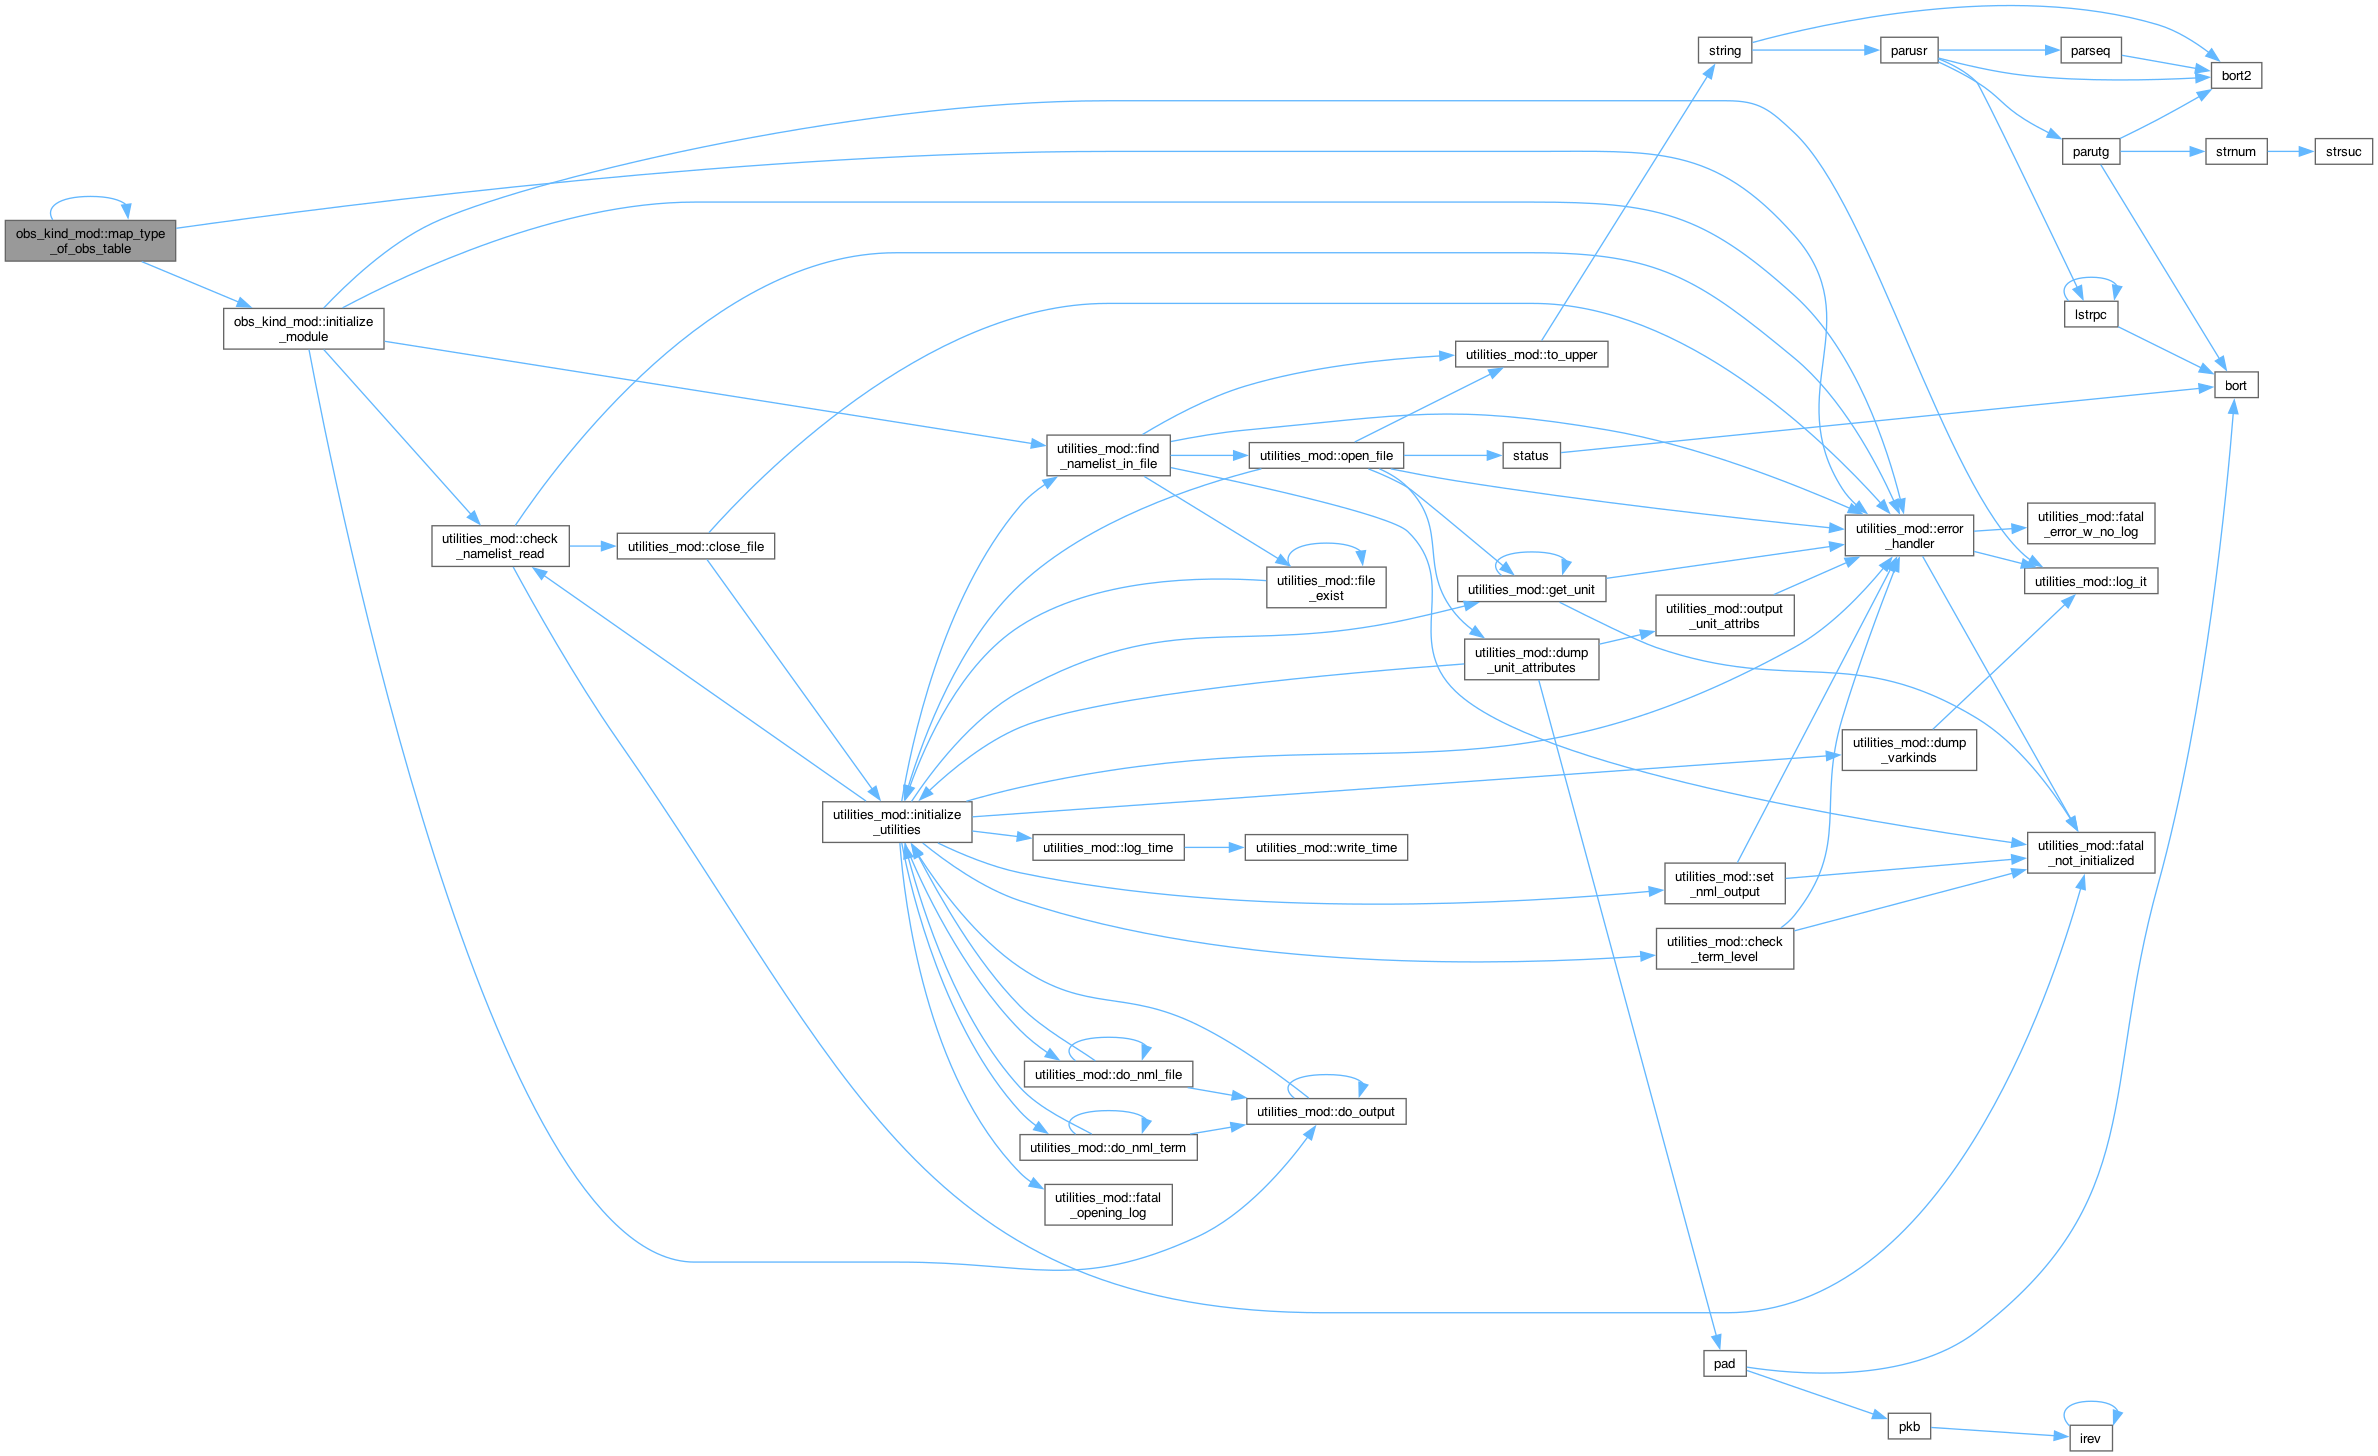 string
parusr
parseq
bort2
parutg
strnum
strsuc
obs_kind_mod::map_type
_of_obs_table
obs_kind_mod::initialize
_module
lstrpc
utilities_mod::to_upper
bort
utilities_mod::find
_namelist_in_file
utilities_mod::open_file
status
utilities_mod::check
_namelist_read
utilities_mod::close_file
utilities_mod::error
_handler
utilities_mod::fatal
_error_w_no_log
utilities_mod::file
_exist
utilities_mod::get_unit
utilities_mod::log_it
utilities_mod::output
_unit_attribs
utilities_mod::dump
_unit_attributes
utilities_mod::dump
_varkinds
utilities_mod::initialize
_utilities
utilities_mod::log_time
utilities_mod::write_time
utilities_mod::fatal
_not_initialized
utilities_mod::set
_nml_output
utilities_mod::check
_term_level
utilities_mod::do_nml_file
utilities_mod::do_output
utilities_mod::do_nml_term
utilities_mod::fatal
_opening_log
pad
pkb
irev